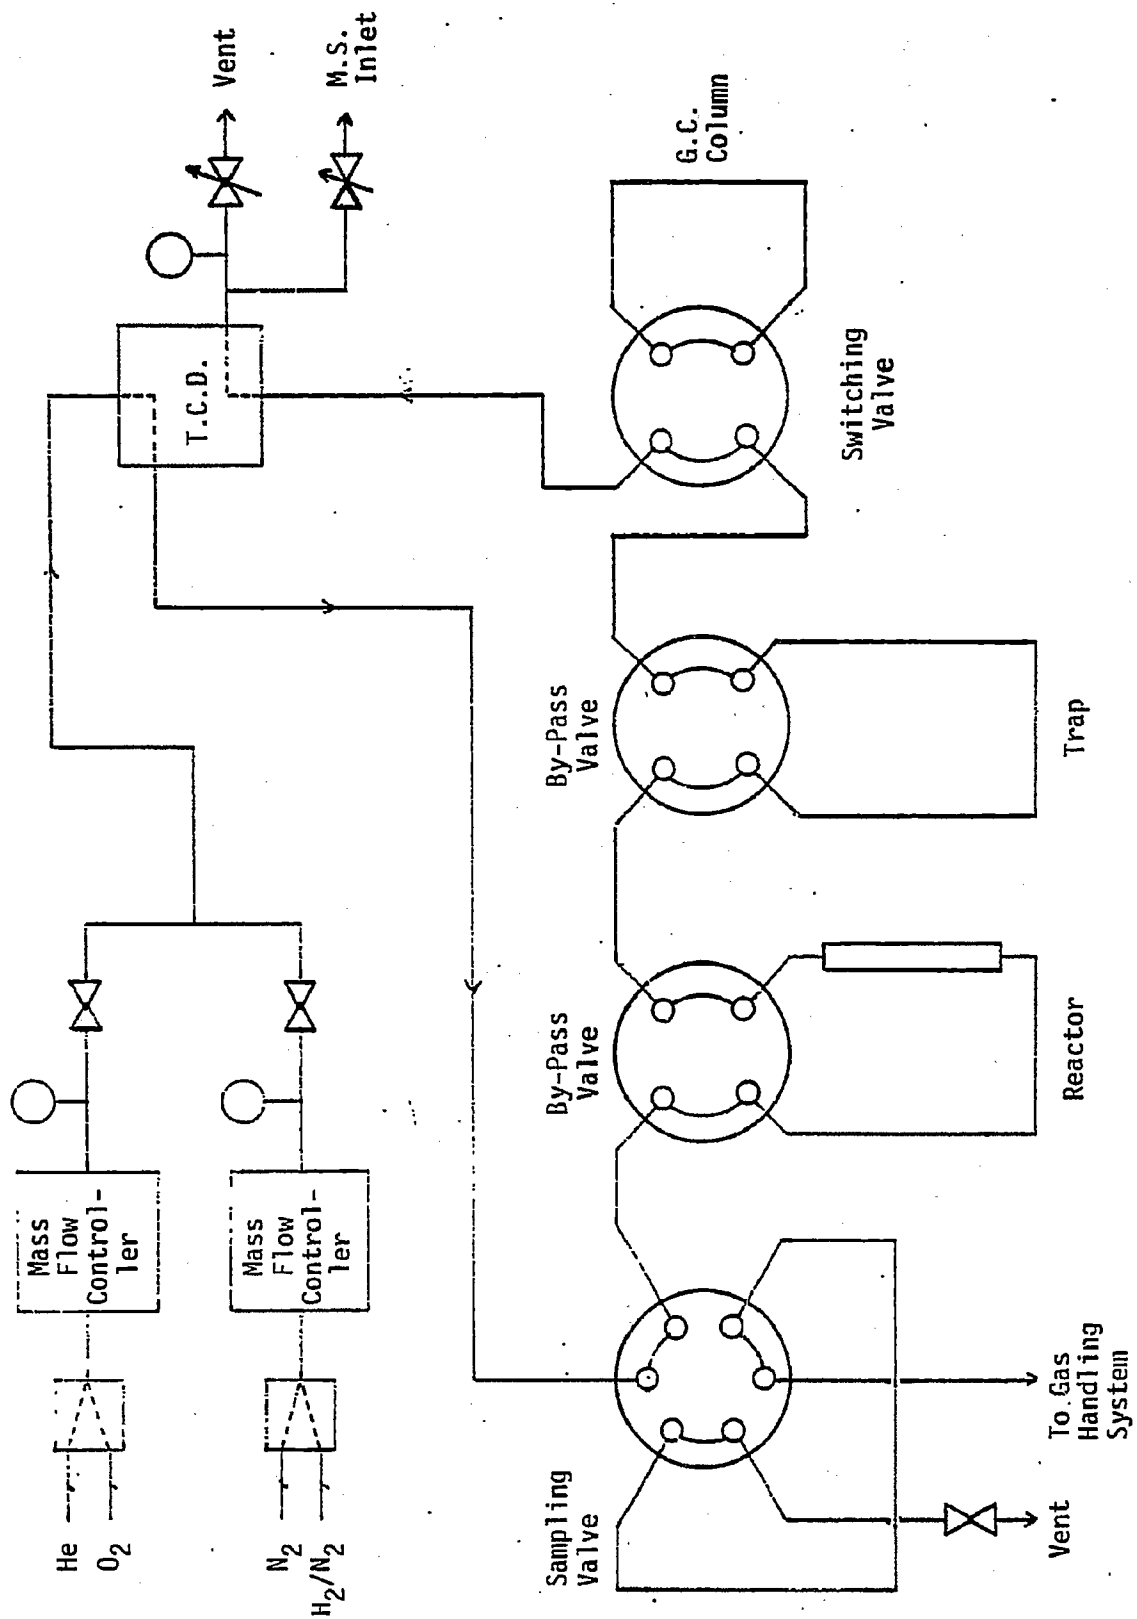 He
O2
N2
H2/N2
Mass
Flow
Control-
ler
Mass
Flow
Control-
ler
T.C.D.
Vent
M.S.
Inlet
Sampling
Valve
By-Pass
Valve
By-Pass
Valve
Switching
Valve
G.C.
Column
Vent
To Gas
Handling
System
Reactor
Trap